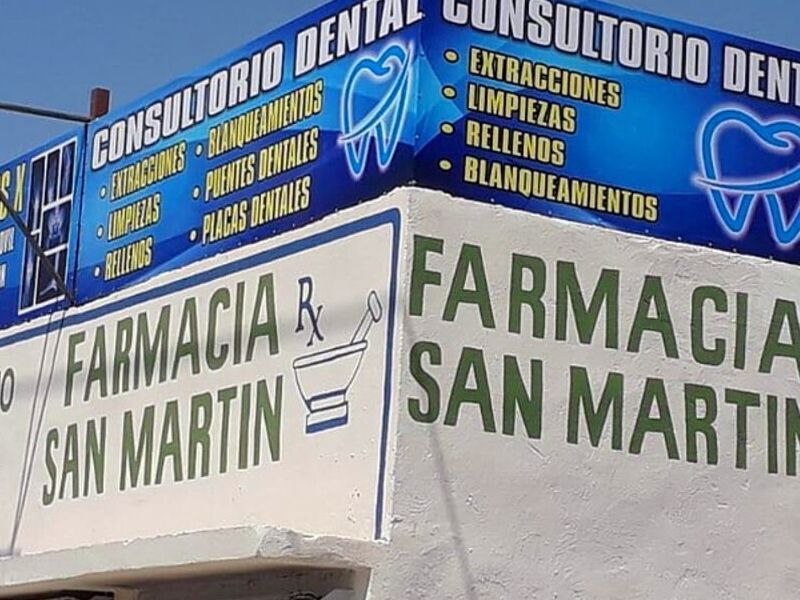 CONSULTORIO DENTAL
• EXTRACCIONES
• LIMPIEZAS
• RELLENOS
• BLANQUEAMIENTOS
• PUENTES DENTALES
• PLACAS DENTALES
CONSULTORIO DENT
• EXTRACCIONES
• LIMPIEZAS
• RELLENOS
• BLANQUEAMIENTOS
S X
FARMACIA
SAN MARTIN
Rx
FARMACIA
SAN MARTIN